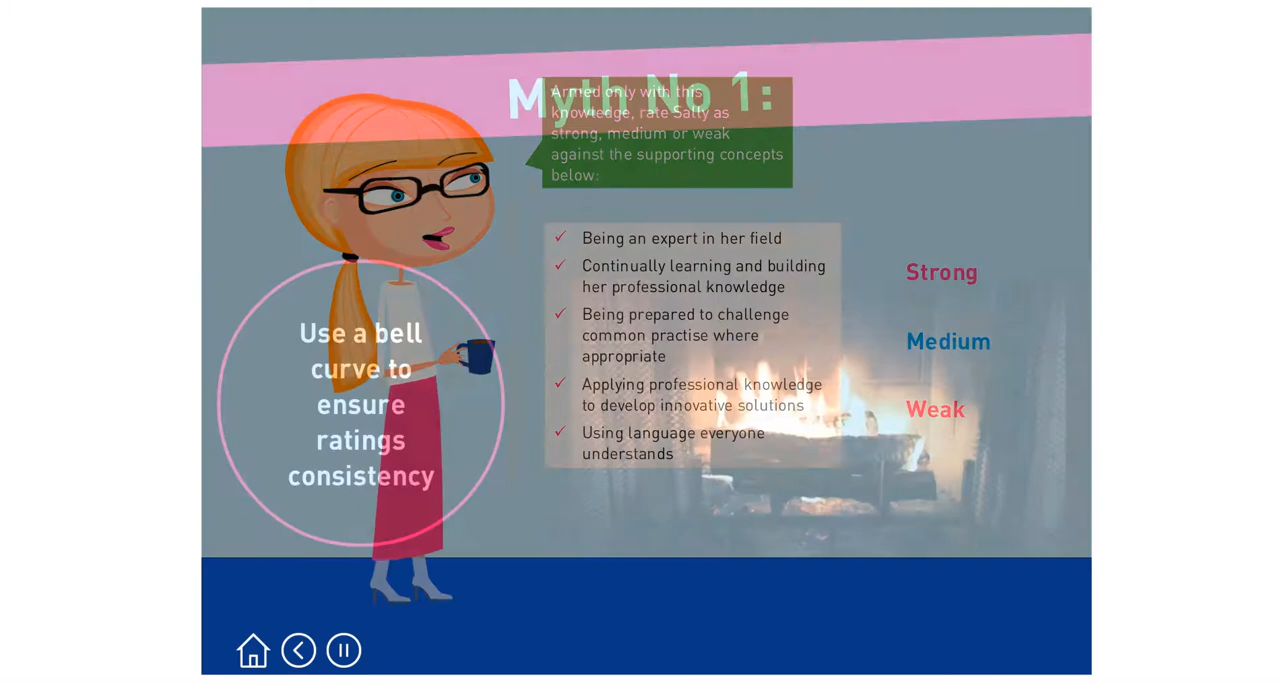 Myth No 1:
Armed only with this
knowledge, rate Sally as
strong, medium or weak
against the supporting concepts
below:
Being an expert in her field
Continually learning and building
her professional knowledge
Being prepared to challenge
common practise where
appropriate
Applying professional knowledge
to develop innovative solutions
Using language everyone
understands
Strong
Medium
Weak
Use a bell
curve to
ensure
ratings
consistency